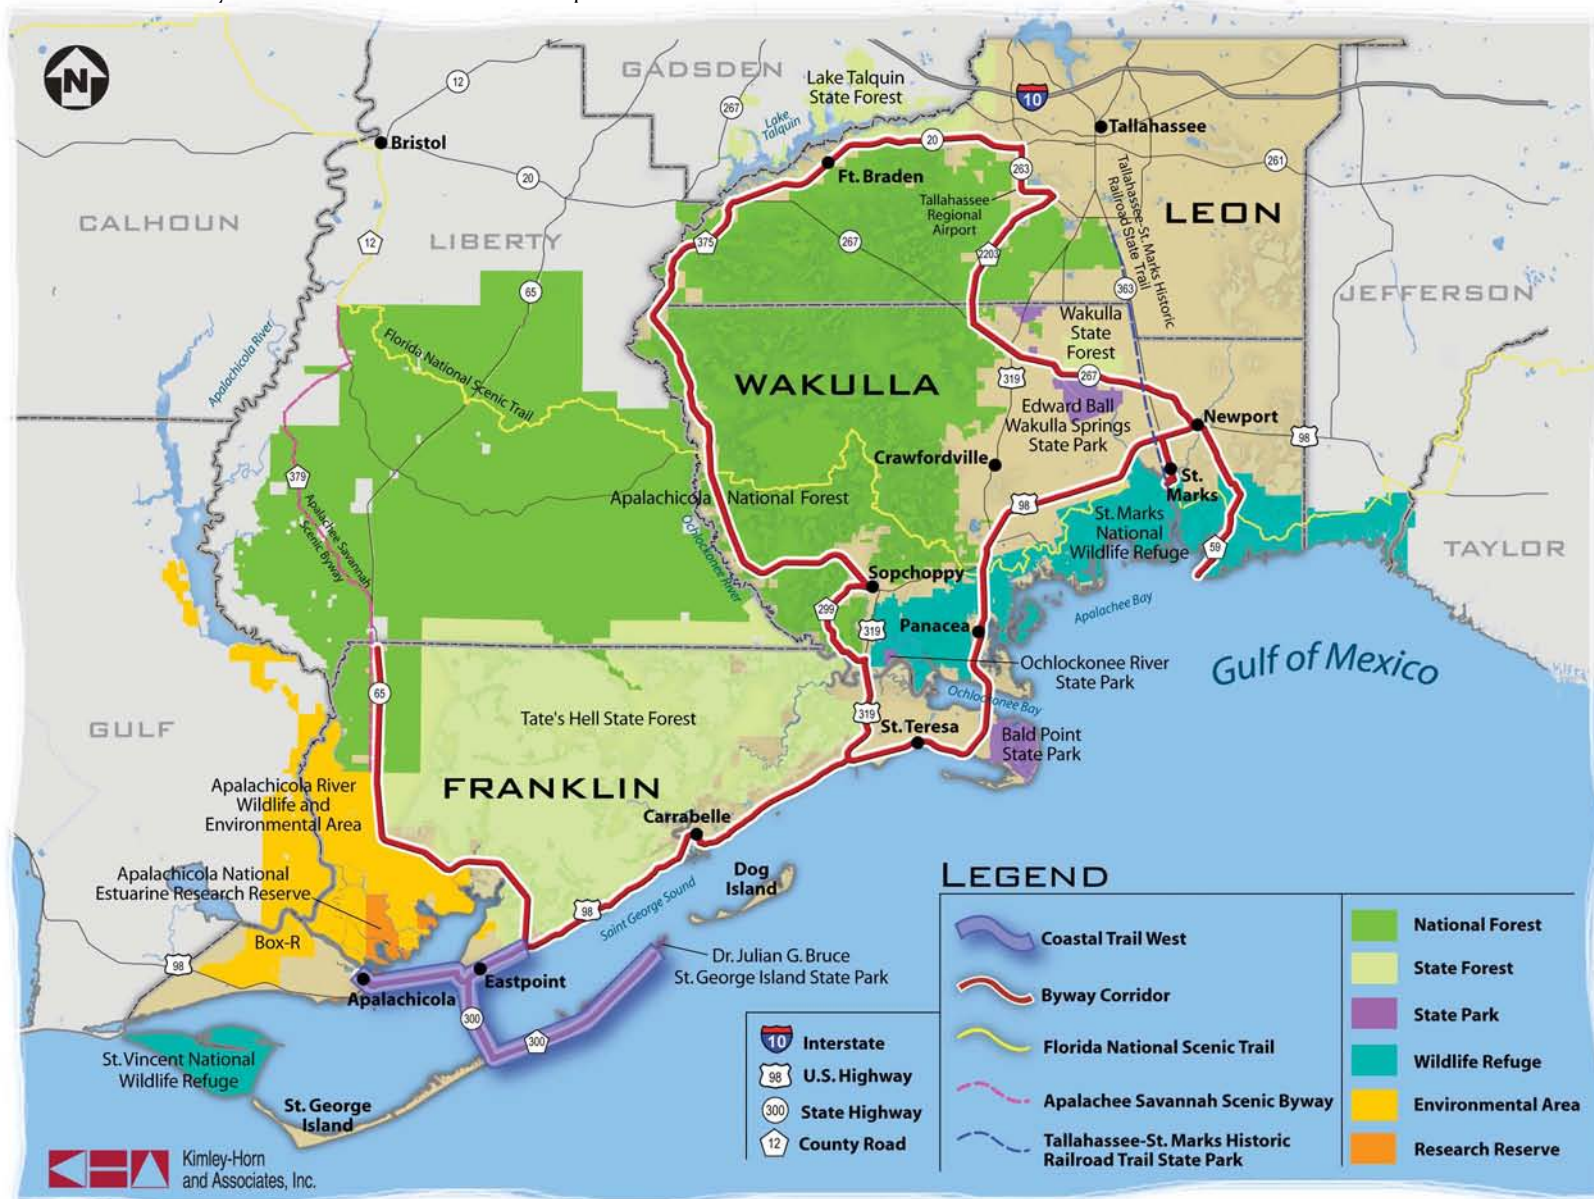 N
GADSDEN
Lake Talquin
State Forest
12
267
Lake
Talquin
10
Tallahassee
Bristol
20
Ft. Braden
263
261
20
Tallahassee
Regional
Airport
Tallahassee-St. Marks Historic
Railroad State Trail
LEON
CALHOUN
LIBERTY
12
375
267
2203
65
363
JEFFERSON
Apalachicola River
Florida National Scenic Trail
Wakulla
State
Forest
WAKULLA
319
267
Edward Ball
Wakulla Springs
State Park
Newport
98
Crawfordville
379
Apalachee Savannah
Scenic Byway
Apalachicola National Forest
98
St.
Marks
St. Marks
National
Wildlife Refuge
59
TAYLOR
Ochlockonee River
Sopchoppy
299
319
Panacea
Apalachee Bay
Ochlockonee River
State Park
Gulf of Mexico
65
Ochlockonee Bay
Tate's Hell State Forest
319
St. Teresa
Bald Point
State Park
GULF
FRANKLIN
Apalachicola River
Wildlife and
Environmental Area
Carrabelle
Apalachicola National
Estuarine Research Reserve
Dog
Island
98
Saint George Sound
Box-R
98
Dr. Julian G. Bruce
St. George Island State Park
Eastpoint
Apalachicola
300
300
St. Vincent National
Wildlife Refuge
St. George
Island
Kimley-Horn
and Associates, Inc.
LEGEND
10 Interstate
98 U.S. Highway
300 State Highway
12 County Road
Coastal Trail West
Byway Corridor
Florida National Scenic Trail
Apalachee Savannah Scenic Byway
Tallahassee-St. Marks Historic
Railroad Trail State Park
National Forest
State Forest
State Park
Wildlife Refuge
Environmental Area
Research Reserve